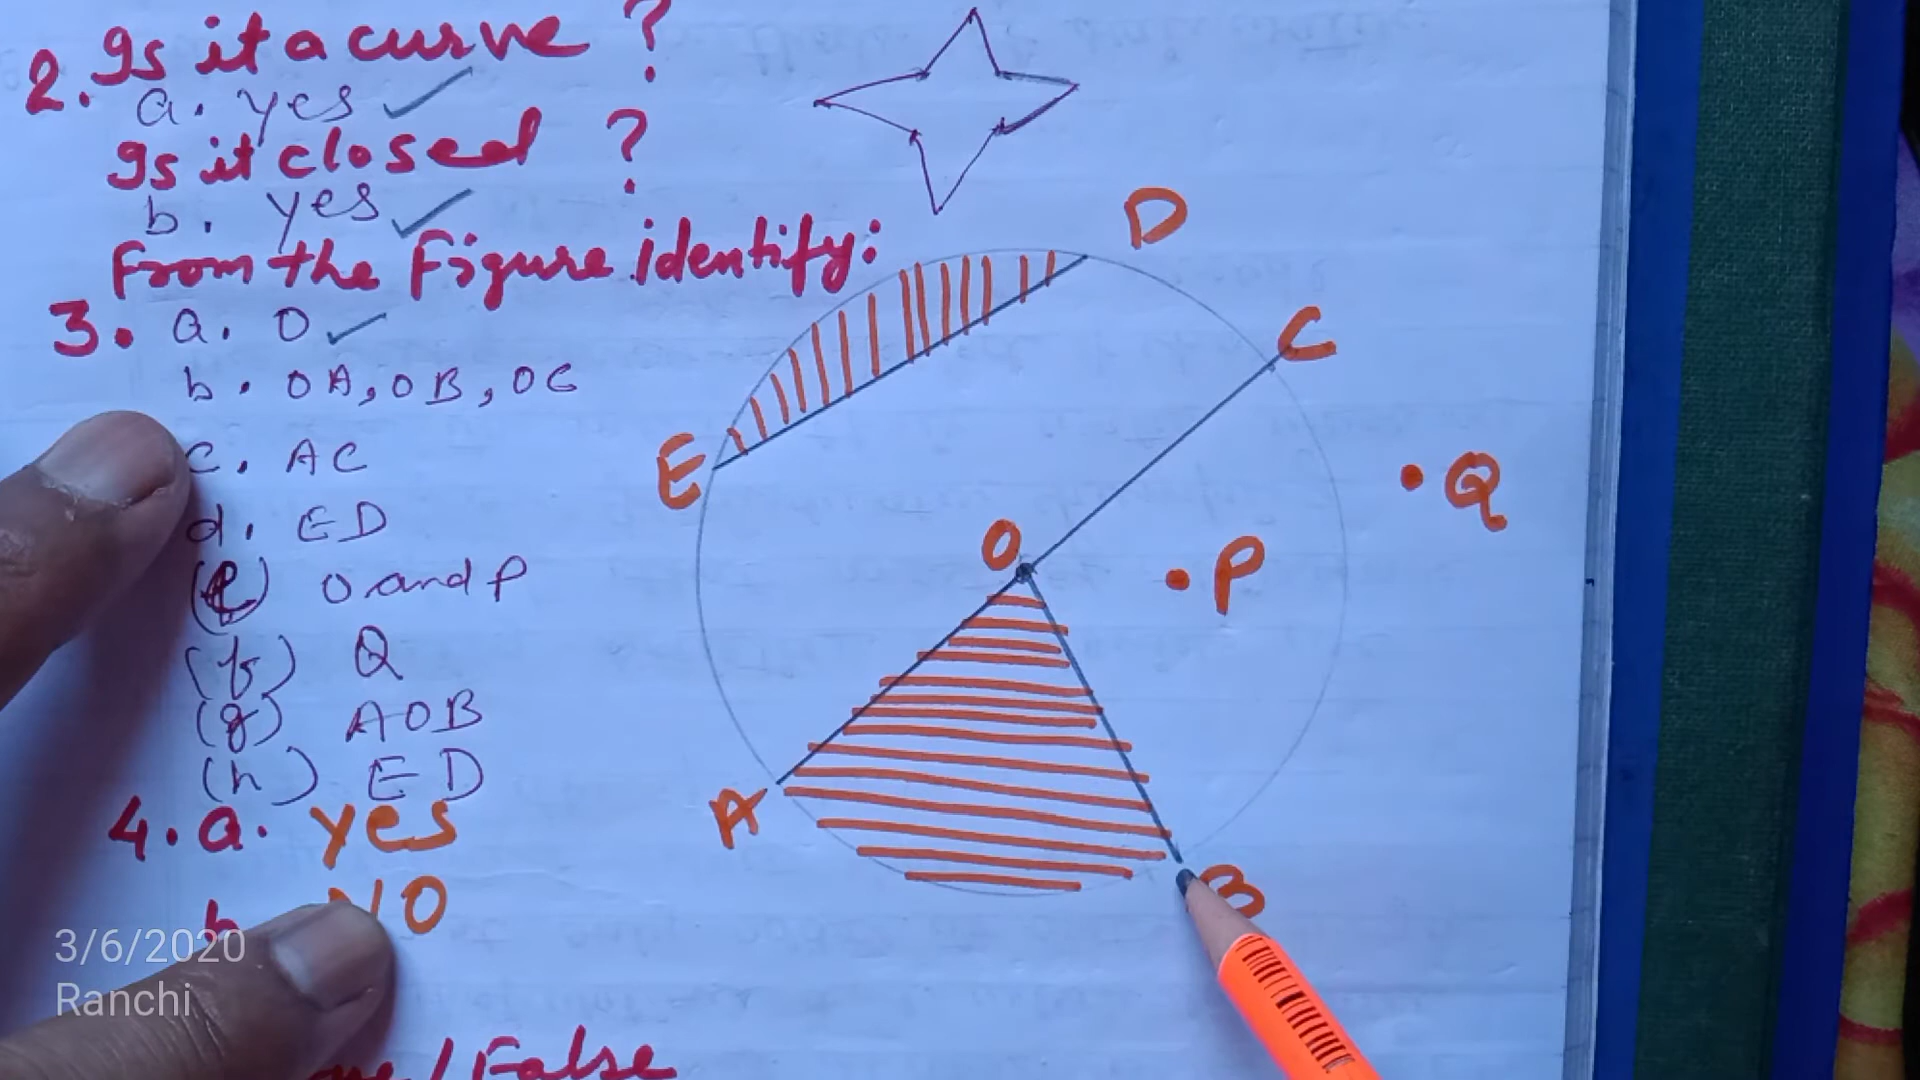 2. Is it a curve ?
a. yes ✓
Is it closed ?
b. yes ✓
From the Figure identify:
3. a. O ✓
b. OA, OB, OC
c. AC
d. ED
(e) O and P
(f) Q
(g) AOB
(h) ED
4. a. yes
b. NO
/ False
D
C
E
Q
O
P
A
B
3/6/2020
Ranchi